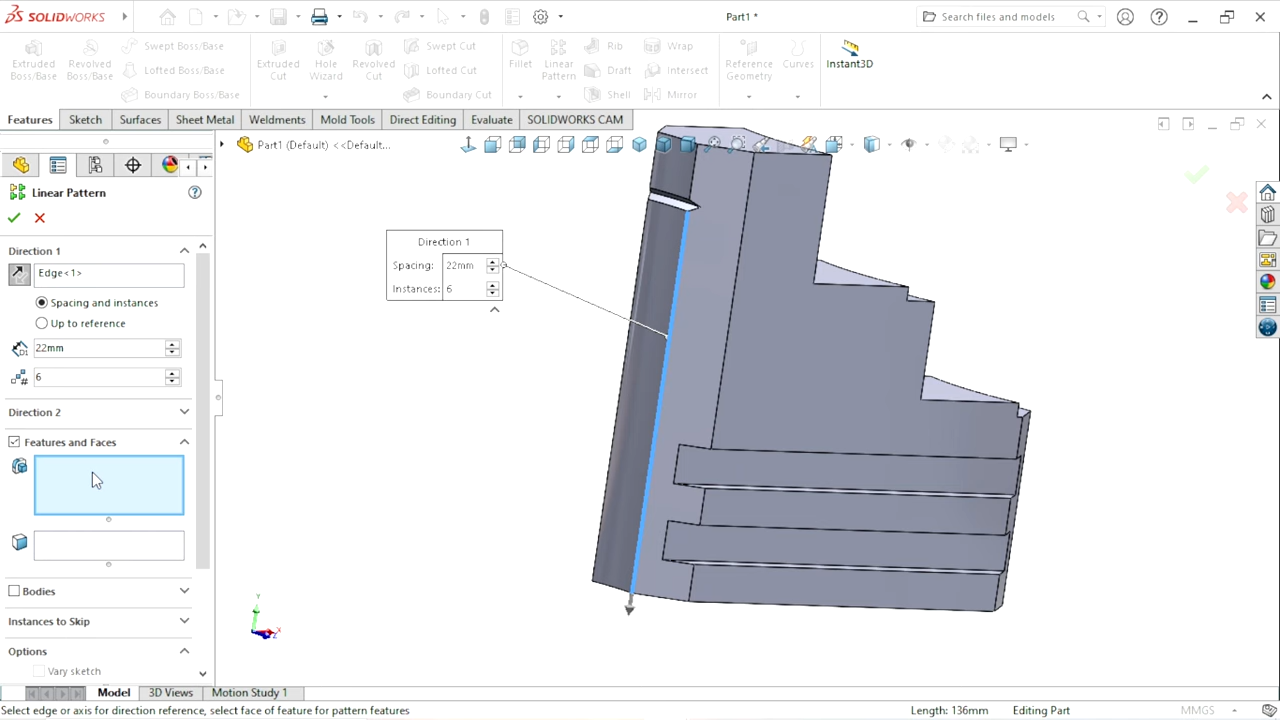 SOLIDWORKS
Part1 *
Search files and models
Extruded Boss/Base
Revolved Boss/Base
Swept Boss/Base
Lofted Boss/Base
Boundary Boss/Base
Extruded Cut
Hole Wizard
Revolved Cut
Swept Cut
Lofted Cut
Boundary Cut
Fillet
Linear Pattern
Rib
Draft
Shell
Wrap
Intersect
Mirror
Reference Geometry
Curves
Instant3D
Features
Sketch
Surfaces
Sheet Metal
Weldments
Mold Tools
Direct Editing
Evaluate
SOLIDWORKS CAM
Part1 (Default) <<Default...
Linear Pattern
Direction 1
Edge<1>
Spacing and instances
Up to reference
22mm
6
Direction 2
Features and Faces
Bodies
Instances to Skip
Options
Vary sketch
Direction 1
Spacing: 22mm
Instances: 6
Y
X
Z
Model
3D Views
Motion Study 1
Select edge or axis for direction reference, select face of feature for pattern features
Length: 136mm
Editing Part
MMGS